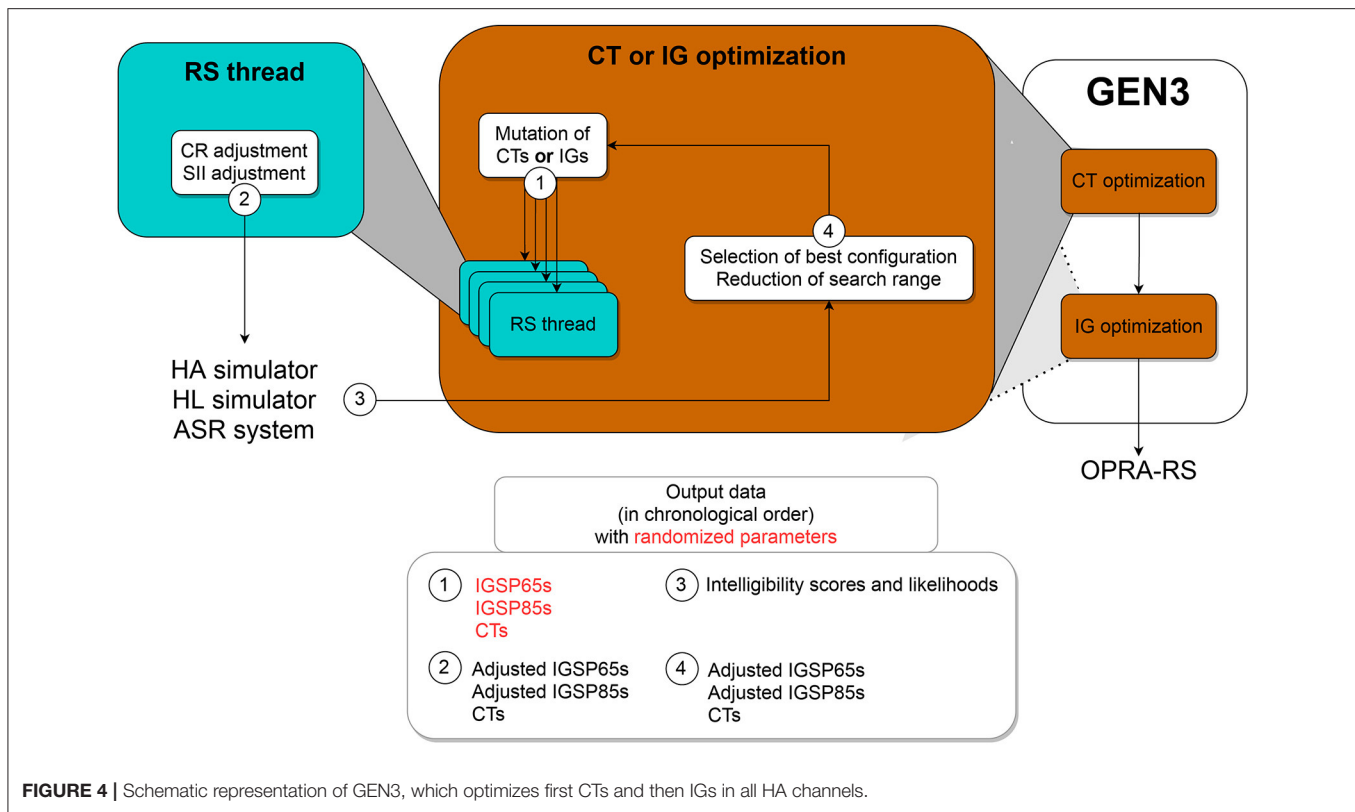 RS thread
CR adjustment
SII adjustment
2
HA simulator
HL simulator
ASR system
3
CT or IG optimization
Mutation of
CTs or IGs
1
RS thread
4
Selection of best configuration
Reduction of search range
GEN3
CT optimization
IG optimization
OPRA-RS
Output data
(in chronological order)
with randomized parameters
1
IGSP65s
IGSP85s
CTs
2
Adjusted IGSP65s
Adjusted IGSP85s
CTs
3 Intelligibility scores and likelihoods
4
Adjusted IGSP65s
Adjusted IGSP85s
CTs
FIGURE 4 | Schematic representation of GEN3, which optimizes first CTs and then IGs in all HA channels.